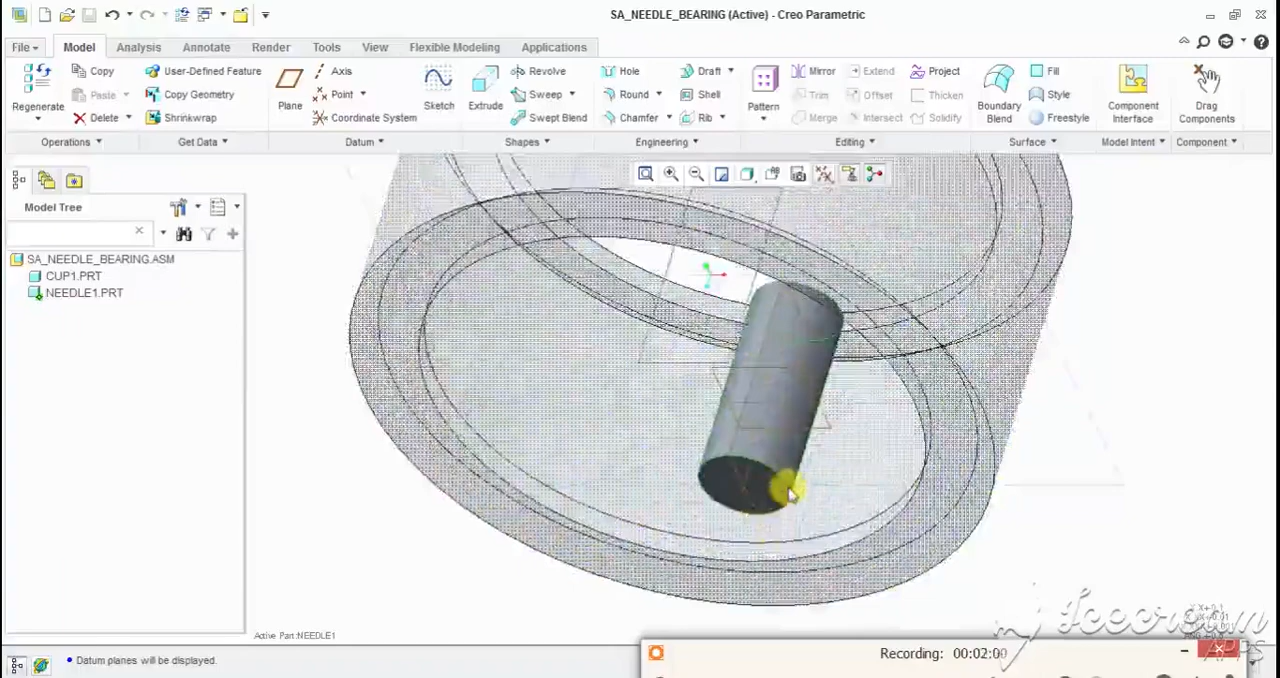 SA_NEEDLE_BEARING (Active) - Creo Parametric
File Model Analysis Annotate Render Tools View Flexible Modeling Applications
Regenerate
Copy
Paste
Delete
User-Defined Feature
Copy Geometry
Shrinkwrap
Plane
Axis
Point
Coordinate System
Sketch
Extrude
Revolve
Sweep
Swept Blend
Hole
Round
Chamfer
Draft
Shell
Rib
Pattern
Mirror
Trim
Merge
Extend
Offset
Intersect
Project
Thicken
Solidify
Boundary
Blend
Fill
Style
Freestyle
Component
Interface
Drag
Components
Operations Get Data Datum Shapes Engineering Editing Surface Model Intent Component
Model Tree
SA_NEEDLE_BEARING.ASM
CUP1.PRT
NEEDLE1.PRT
Active Part:NEEDLE1
Datum planes will be displayed.
Icecream
APPS
Recording: 00:02:00